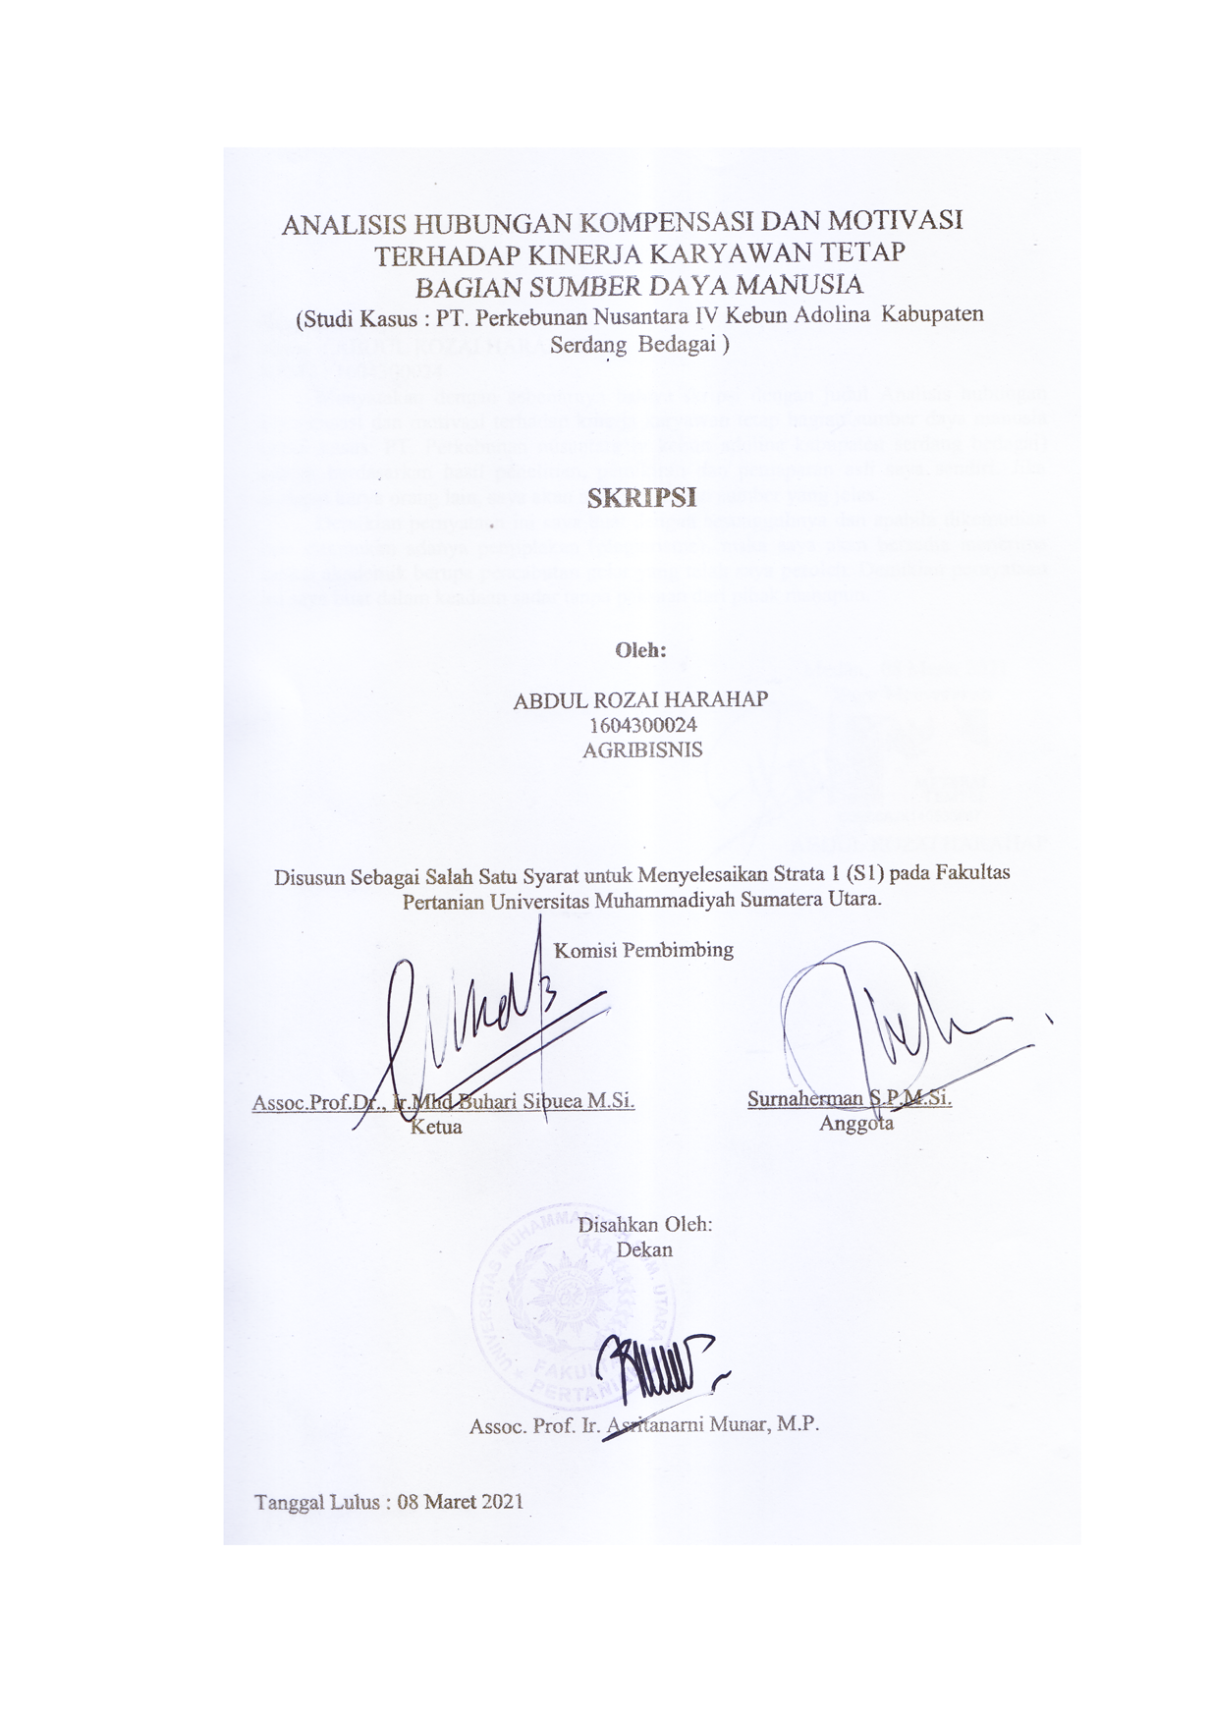 ANALISIS HUBUNGAN KOMPENSASI DAN MOTIVASI
TERHADAP KINERJA KARYAWAN TETAP
BAGIAN SUMBER DAYA MANUSIA
(Studi Kasus : PT. Perkebunan Nusantara IV Kebun Adolina Kabupaten
Serdang Bedagai )
SKRIPSI
Oleh:
ABDUL ROZAI HARAHAP
1604300024
AGRIBISNIS
Disusun Sebagai Salah Satu Syarat untuk Menyelesaikan Strata 1 (S1) pada Fakultas
Pertanian Universitas Muhammadiyah Sumatera Utara.
Komisi Pembimbing
Assoc.Prof.Dr., Ir.Mhd Buhari Sibuea M.Si.
Ketua
Surnaherman S.P.M.Si.
Anggota
Disahkan Oleh:
Dekan
Assoc. Prof. Ir. Asritanarni Munar, M.P.
Tanggal Lulus : 08 Maret 2021